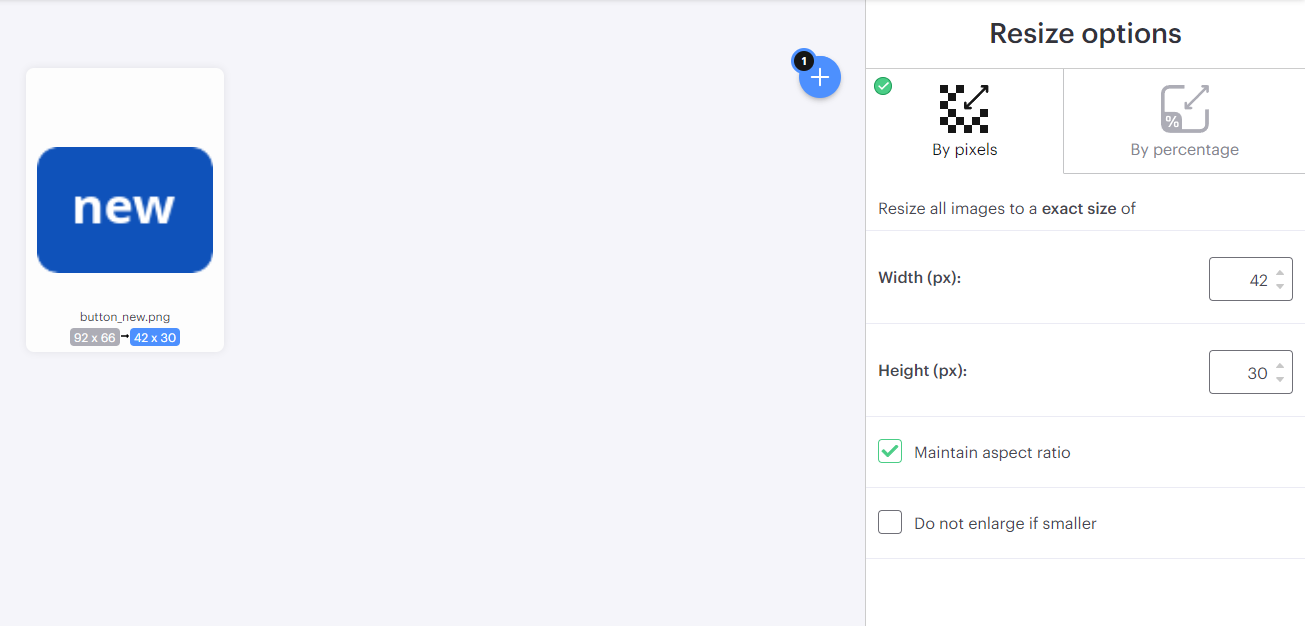 1
new
button_new.png
92 x 66 → 42 x 30
Resize options
By pixels
%
By percentage
Resize all images to a exact size of
Width (px):
42
Height (px):
30
Maintain aspect ratio
Do not enlarge if smaller